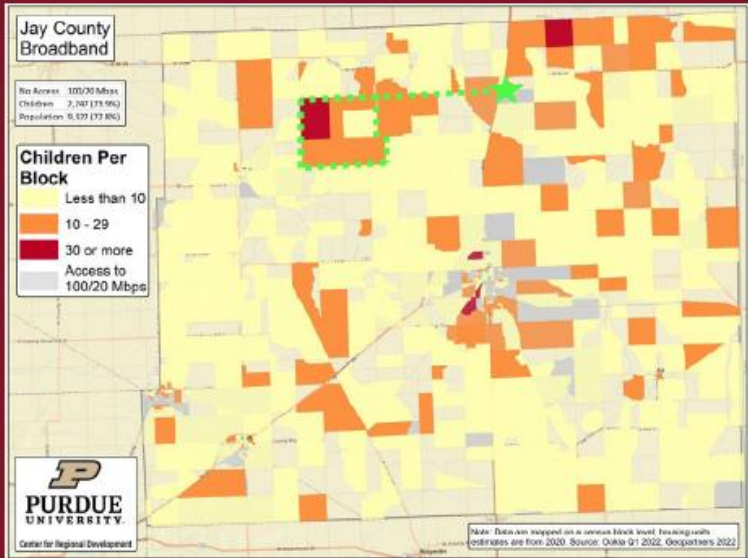 Jay County
Broadband
No Access 100/20 Mbps
Children 2,747 (73.9%)
Population 9,322 (72.8%)
Children Per
Block
Less than 10
10 - 29
30 or more
Access to
100/20 Mbps
P
PURDUE
UNIVERSITY
Center for Regional Development
Note: Data are mapped on a census block level; housing units
estimates are from 2020. Source: Ookla Q1 2022, Geopartners 2022